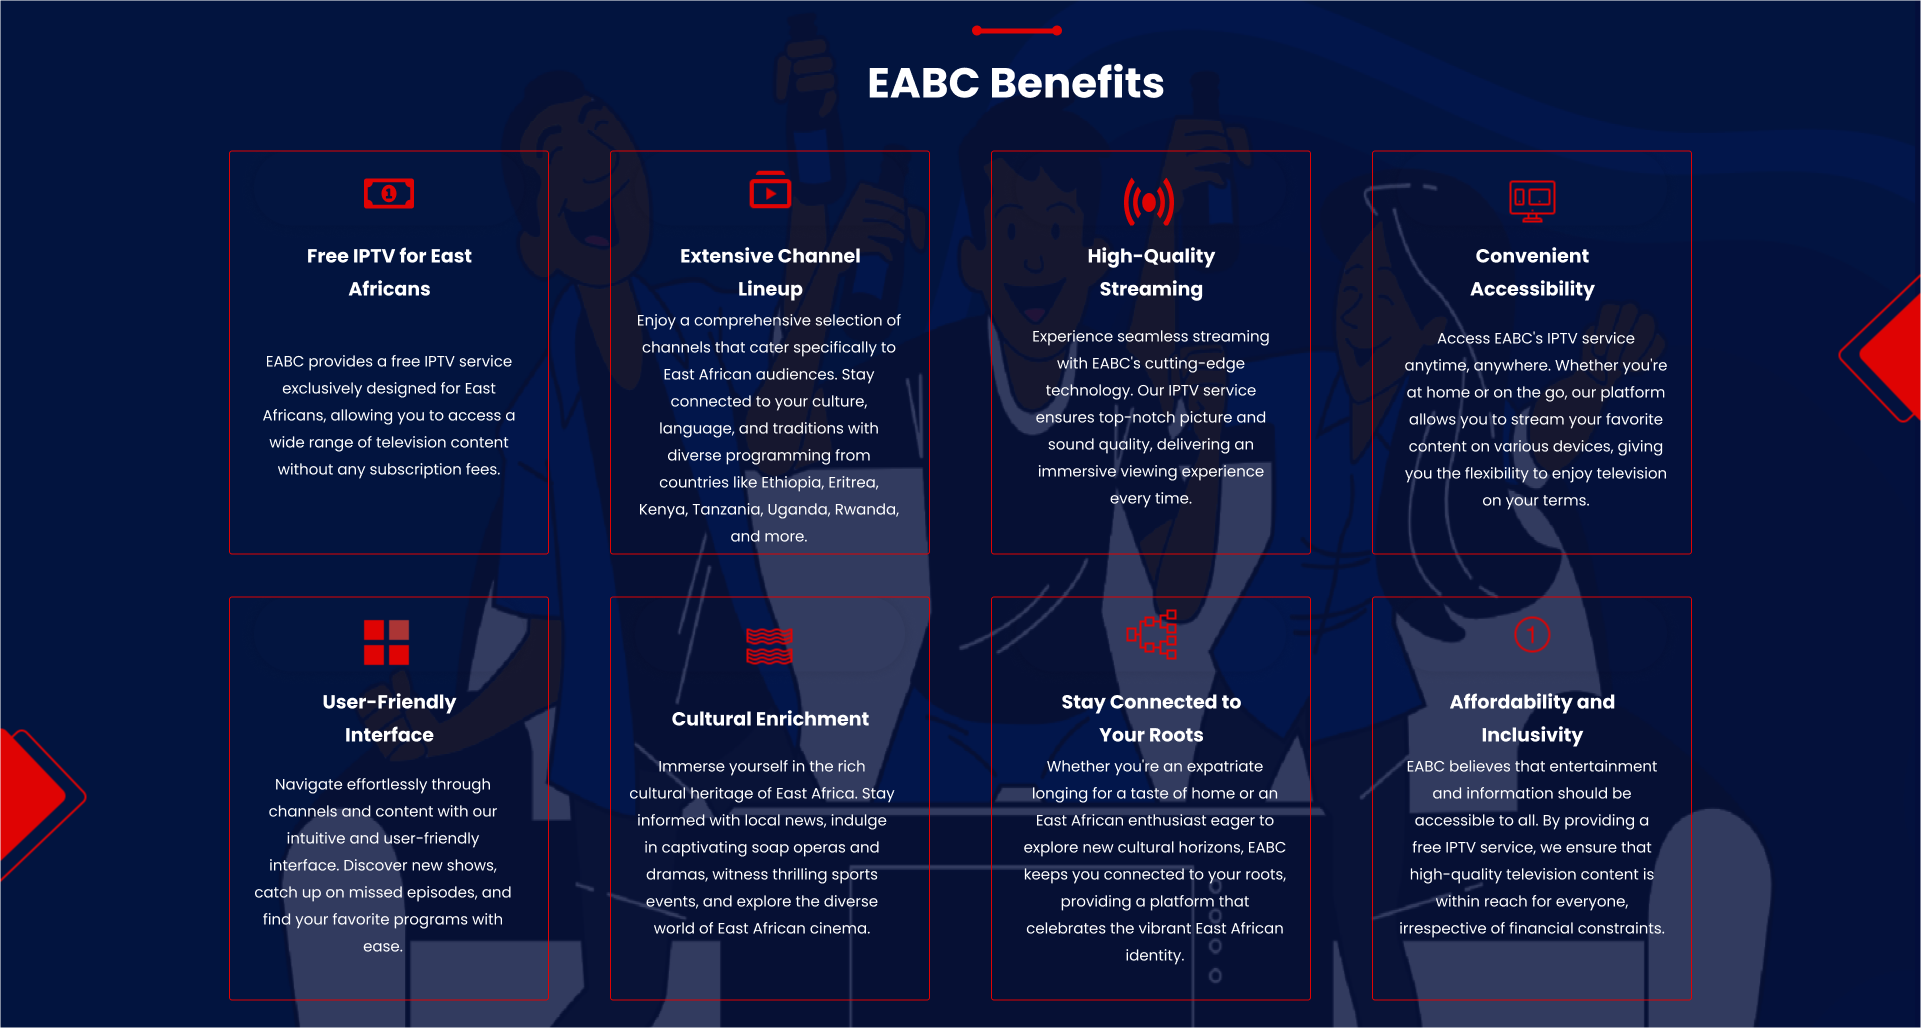 EABC Benefits
Free IPTV for East
Africans
EABC provides a free IPTV service
exclusively designed for East
Africans, allowing you to access a
wide range of television content
without any subscription fees.
Extensive Channel
Lineup
Enjoy a comprehensive selection of
channels that cater specifically to
East African audiences. Stay
connected to your culture,
language, and traditions with
diverse programming from
countries like Ethiopia, Eritrea,
Kenya, Tanzania, Uganda, Rwanda,
and more.
High-Quality
Streaming
Experience seamless streaming
with EABC's cutting-edge
technology. Our IPTV service
ensures top-notch picture and
sound quality, delivering an
immersive viewing experience
every time.
Convenient
Accessibility
Access EABC's IPTV service
anytime, anywhere. Whether you're
at home or on the go, our platform
allows you to stream your favorite
content on various devices, giving
you the flexibility to enjoy television
on your terms.
User-Friendly
Interface
Navigate effortlessly through
channels and content with our
intuitive and user-friendly
interface. Discover new shows,
catch up on missed episodes, and
find your favorite programs with
ease.
Cultural Enrichment
Immerse yourself in the rich
cultural heritage of East Africa. Stay
informed with local news, indulge
in captivating soap operas and
dramas, witness thrilling sports
events, and explore the diverse
world of East African cinema.
Stay Connected to
Your Roots
Whether you're an expatriate
longing for a taste of home or an
East African enthusiast eager to
explore new cultural horizons, EABC
keeps you connected to your roots,
providing a platform that
celebrates the vibrant East African
identity.
1
Affordability and
Inclusivity
EABC believes that entertainment
and information should be
accessible to all. By providing a
free IPTV service, we ensure that
high-quality television content is
within reach for everyone,
irrespective of financial constraints.